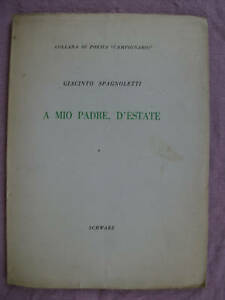 COLLANA DI POESIA "CAMPIONARIO"
GIACINTO SPAGNOLETTI
A MIO PADRE, D'ESTATE
SCHWARZ